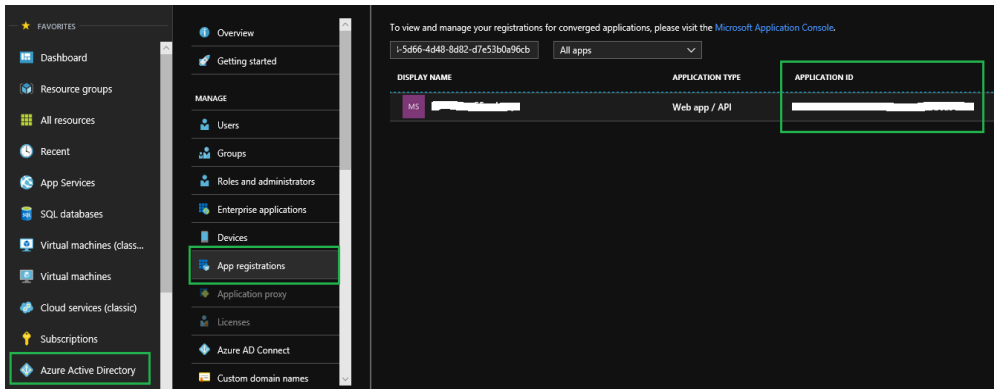 FAVORITES
Dashboard
Resource groups
All resources
Recent
App Services
SQL databases
Virtual machines (class...
Virtual machines
Cloud services (classic)
Subscriptions
Azure Active Directory
Overview
Getting started
MANAGE
Users
Groups
Roles and administrators
Enterprise applications
Devices
App registrations
Application proxy
Licenses
Azure AD Connect
Custom domain names
To view and manage your registrations for converged applications, please visit the Microsoft Application Console.
-5d66-4d48-8d82-d7e53b0a96cb All apps
DISPLAY NAME APPLICATION TYPE APPLICATION ID
MS Web app / API